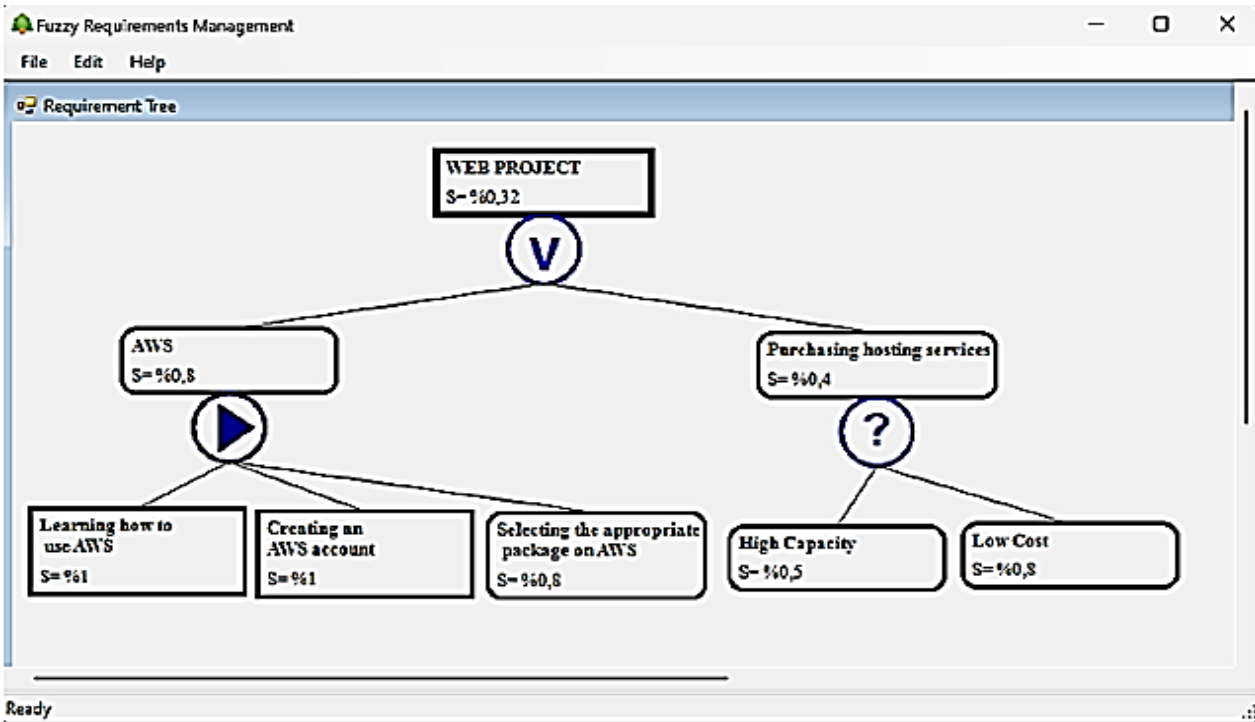 Fuzzy Requirements Management
File Edit Help
Requirement Tree
WEB PROJECT
S= %0,32
V
AWS
S= %0,8
Purchasing hosting services
S= %0,4
?
Learning how to
use AWS
S= %1
Creating an
AWS account
S= %1
Selecting the appropriate
package on AWS
S= %0,8
High Capacity
S= %0,5
Low Cost
S= %0,8
Ready